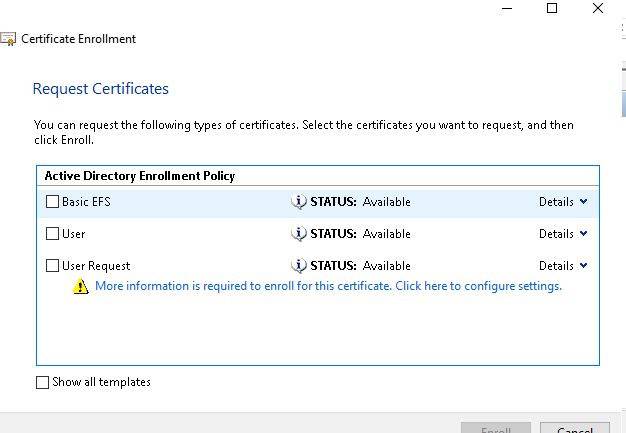 Certificate Enrollment
Request Certificates
You can request the following types of certificates. Select the certificates you want to request, and then
click Enroll.
Active Directory Enrollment Policy
Basic EFS STATUS: Available Details
User STATUS: Available Details
User Request STATUS: Available Details
More information is required to enroll for this certificate. Click here to configure settings.
Show all templates
Enroll Cancel